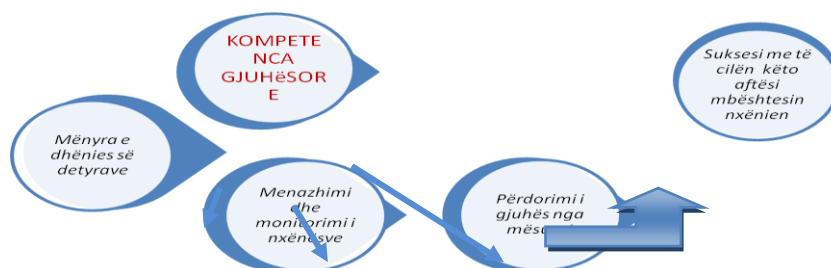 KOMPETE
NCA
GJUHËSOR
E
Suksesi me të
cilën këto
aftësi
mbështesin
nxënien
Mënyra e
dhënies së
detyrave
Menazhimi
dhe
monitorimi i
nxënësve
Përdorimi i
gjuhës nga